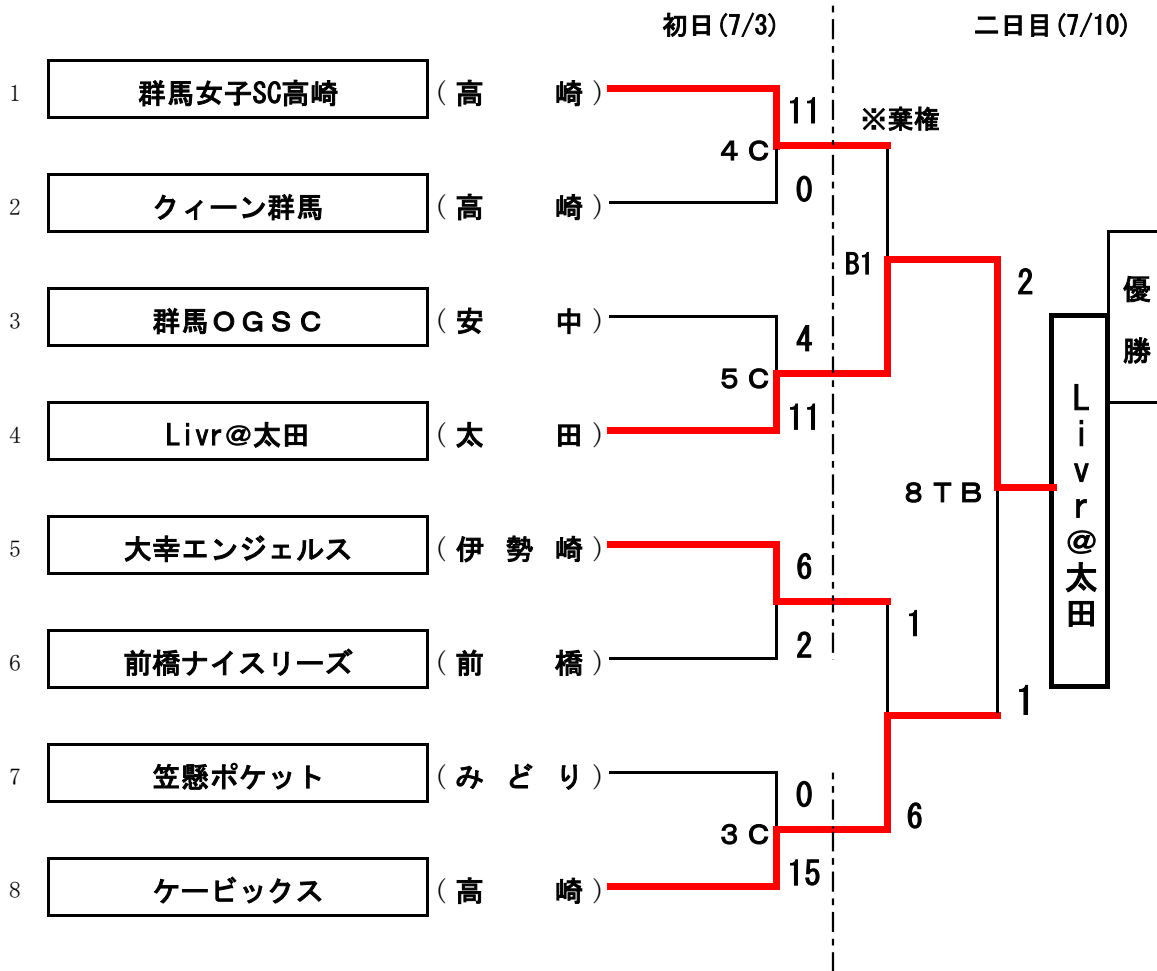 初日(7/3)
二日目(7/10)
1 群馬女子SC高崎 (高崎)
11
※棄権
4C
2 クィーン群馬 (高崎)
0
B1
2
優勝
3 群馬OGSC (安中)
4
5C
4 Livr@太田 (太田)
11
Livr@太田
8TB
5 大幸エンジェルス (伊勢崎)
6
1
6 前橋ナイスリーズ (前橋)
2
1
7 笠懸ポケット (みどり)
0
6
3C
8 ケービックス (高崎)
15